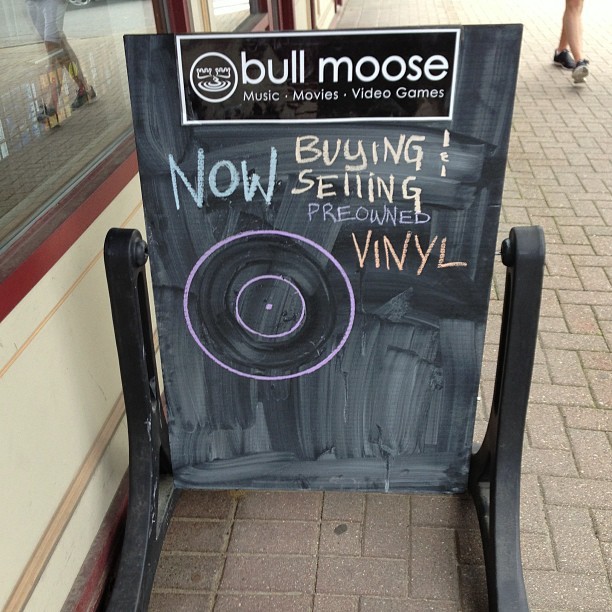 bull moose
Music · Movies · Video Games
NOW BUYING &
SEllING
PREOWNED
VINYL